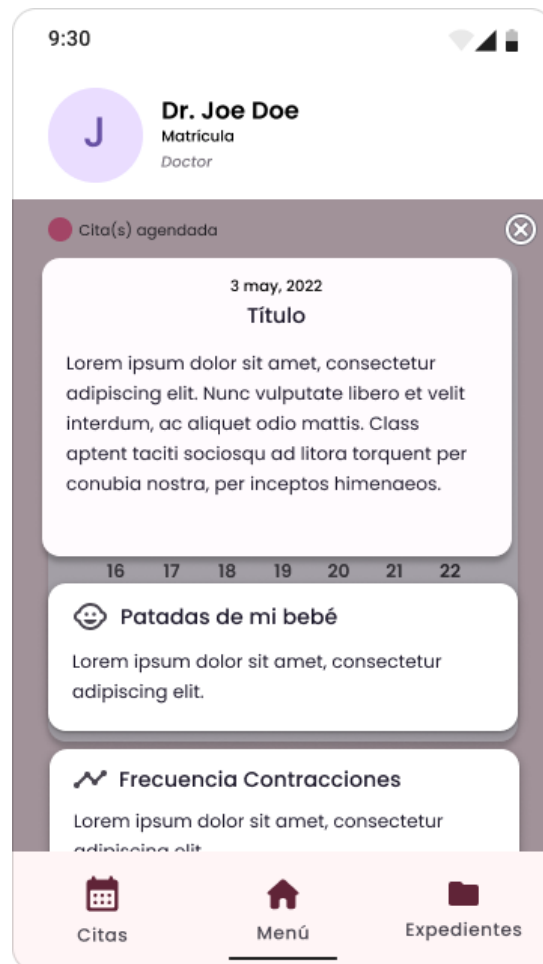 9:30
J
Dr. Joe Doe
Matrícula
Doctor
Cita(s) agendada
3 may, 2022
Título
Lorem ipsum dolor sit amet, consectetur
adipiscing elit. Nunc vulputate libero et velit
interdum, ac aliquet odio mattis. Class
aptent taciti sociosqu ad litora torquent per
conubia nostra, per inceptos himenaeos.
16 17 18 19 20 21 22
Patadas de mi bebé
Lorem ipsum dolor sit amet, consectetur
adipiscing elit.
Frecuencia Contracciones
Lorem ipsum dolor sit amet, consectetur
adipiscing elit
Citas Menú Expedientes